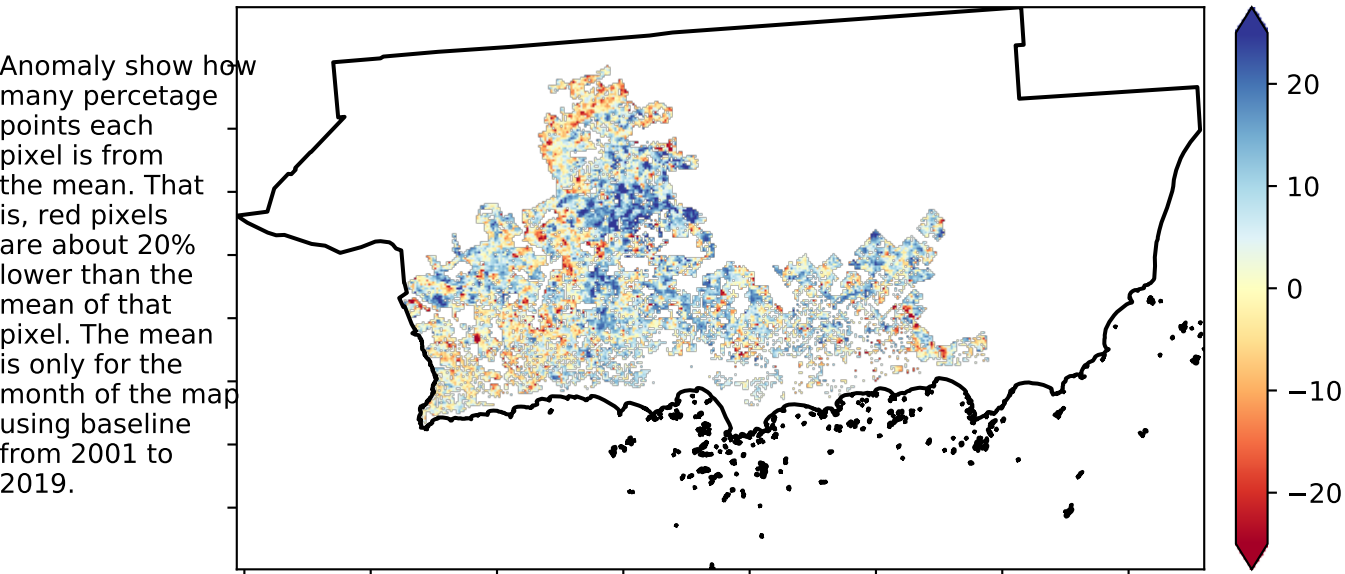 Anomaly show how
many percetage
points each
pixel is from
the mean. That
is, red pixels
are about 20%
lower than the
mean of that
pixel. The mean
is only for the
month of the map
using baseline
from 2001 to
2019.
20
10
0
−10
−20